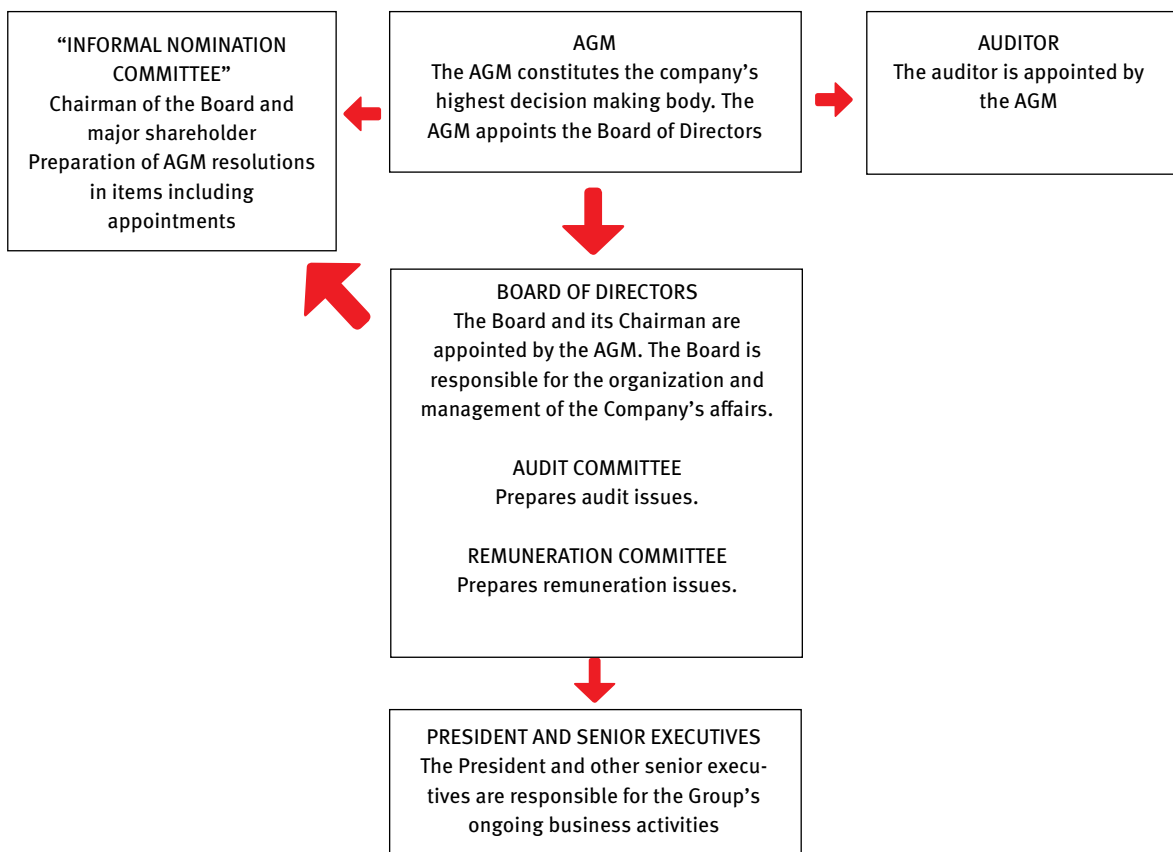 “INFORMAL NOMINATION
COMMITTEE”
Chairman of the Board and
major shareholder
Preparation of AGM resolutions
in items including
appointments
AGM
The AGM constitutes the company’s
highest decision making body. The
AGM appoints the Board of Directors
AUDITOR
The auditor is appointed by
the AGM
BOARD OF DIRECTORS
The Board and its Chairman are
appointed by the AGM. The Board is
responsible for the organization and
management of the Company’s affairs.
AUDIT COMMITTEE
Prepares audit issues.
REMUNERATION COMMITTEE
Prepares remuneration issues.
PRESIDENT AND SENIOR EXECUTIVES
The President and other senior execu-
tives are responsible for the Group’s
ongoing business activities